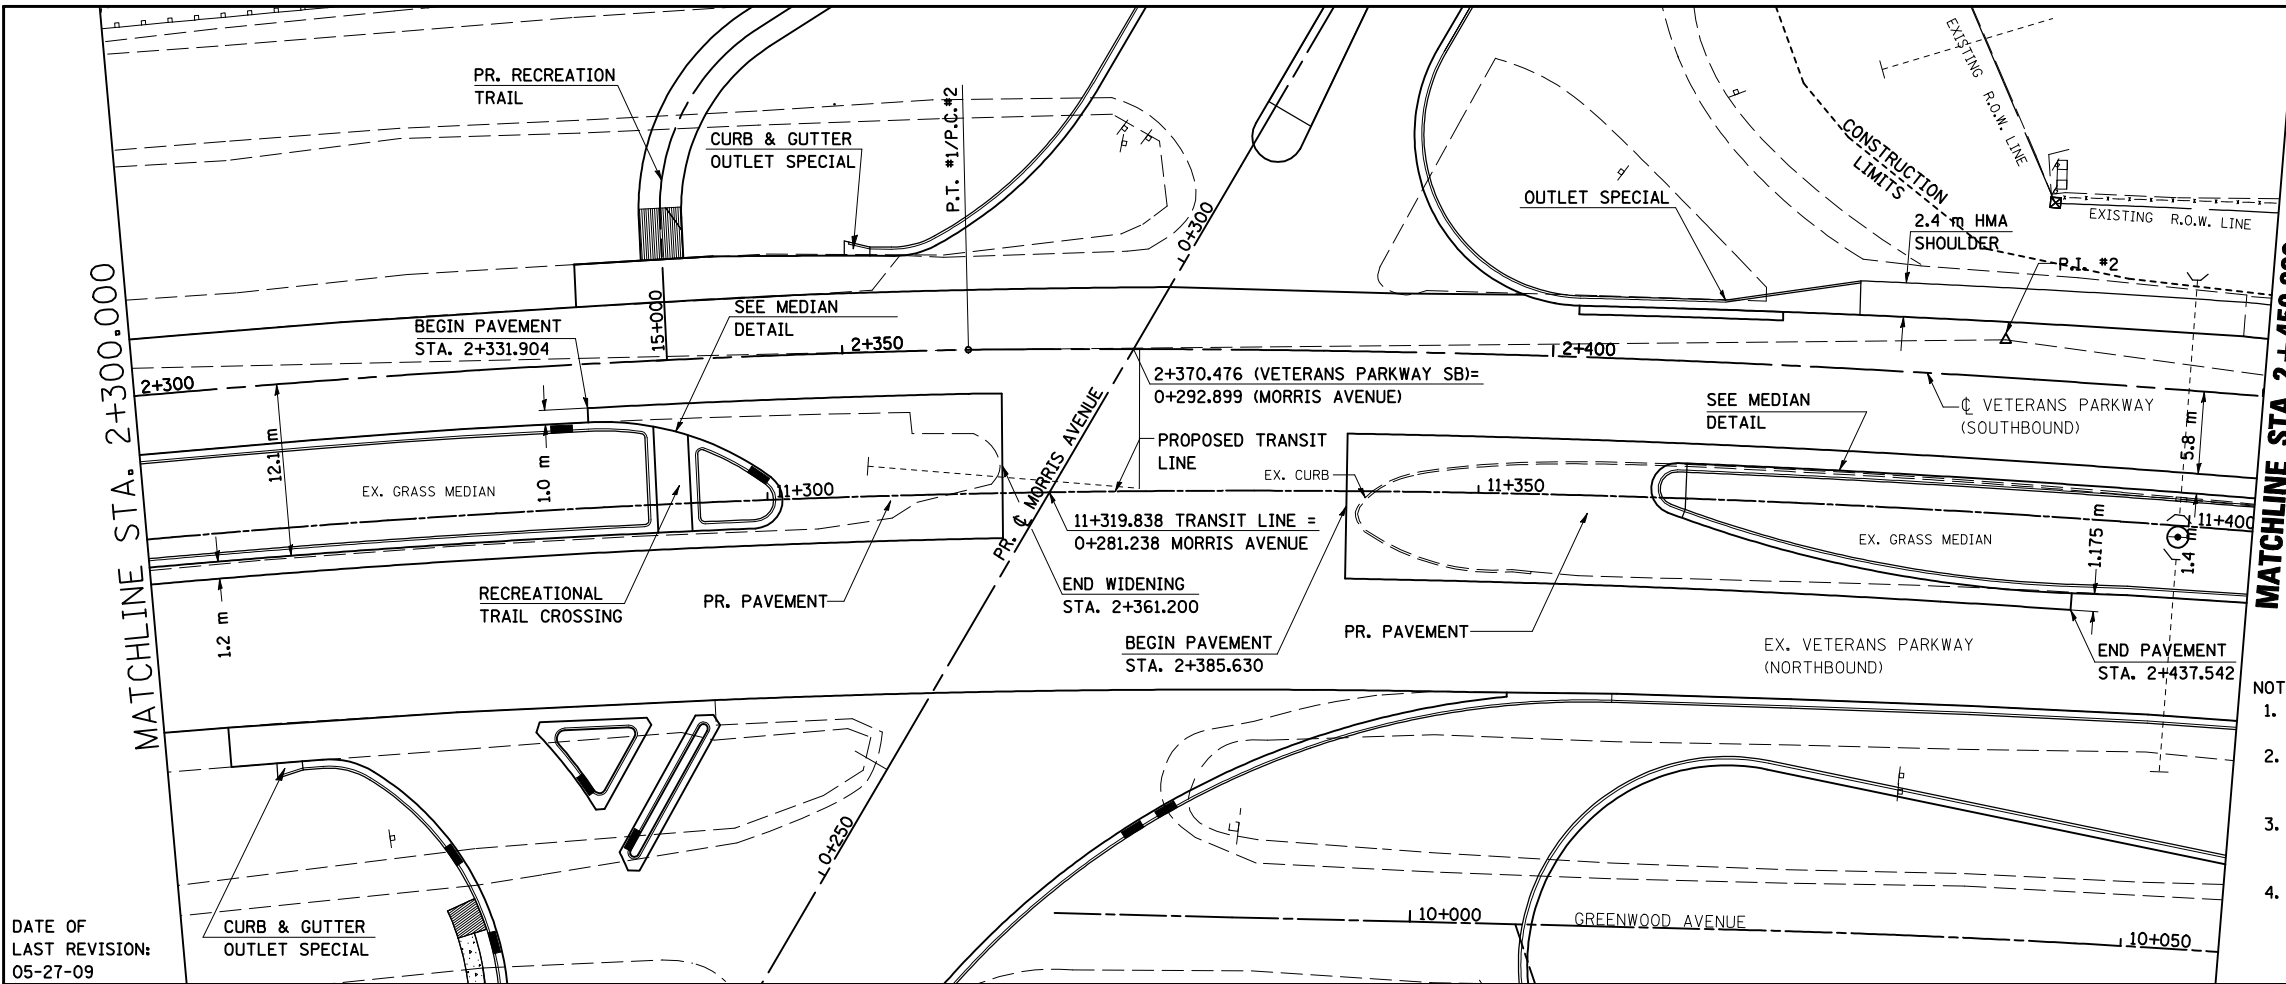 MATCHLINE STA. 2+300.000
PR. RECREATION
TRAIL
CURB & GUTTER
OUTLET SPECIAL
P.T. #1/P.C.#2
0+300
OUTLET SPECIAL
CONSTRUCTION
LIMITS
EXISTING R.O.W. LINE
EXISTING R.O.W. LINE
2.4 m HMA
SHOULDER
P.I. #2
15+000
SEE MEDIAN
DETAIL
BEGIN PAVEMENT
STA. 2+331.904
2+300
2+350
2+400
2+370.476 (VETERANS PARKWAY SB)=
0+292.899 (MORRIS AVENUE)
SEE MEDIAN
DETAIL
℄ VETERANS PARKWAY
(SOUTHBOUND)
5.8 m
12.1 m
1.0 m
EX. GRASS MEDIAN
11+300
PROPOSED TRANSIT
LINE
EX. CURB
11+350
11+400
PR. ℄ MORRIS AVENUE
11+319.838 TRANSIT LINE =
0+281.238 MORRIS AVENUE
EX. GRASS MEDIAN
1.175 m
1.4 m
1.2 m
RECREATIONAL
TRAIL CROSSING
PR. PAVEMENT
END WIDENING
STA. 2+361.200
BEGIN PAVEMENT
STA. 2+385.630
PR. PAVEMENT
EX. VETERANS PARKWAY
(NORTHBOUND)
END PAVEMENT
STA. 2+437.542
MATCHLINE STA. 2+450.000
NOT
1.
2.
3.
4.
0+250
10+000
GREENWOOD AVENUE
10+050
CURB & GUTTER
OUTLET SPECIAL
DATE OF
LAST REVISION:
05-27-09